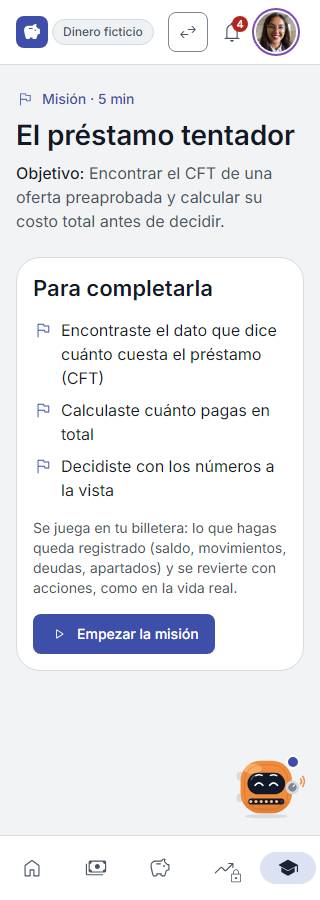 Dinero ficticio
4
Misión · 5 min
El préstamo tentador
Objetivo: Encontrar el CFT de una
oferta preaprobada y calcular su
costo total antes de decidir.
Para completarla
Encontraste el dato que dice
cuánto cuesta el préstamo
(CFT)
Calculaste cuánto pagas en
total
Decidiste con los números a
la vista
Se juega en tu billetera: lo que hagas
queda registrado (saldo, movimientos,
deudas, apartados) y se revierte con
acciones, como en la vida real.
Empezar la misión